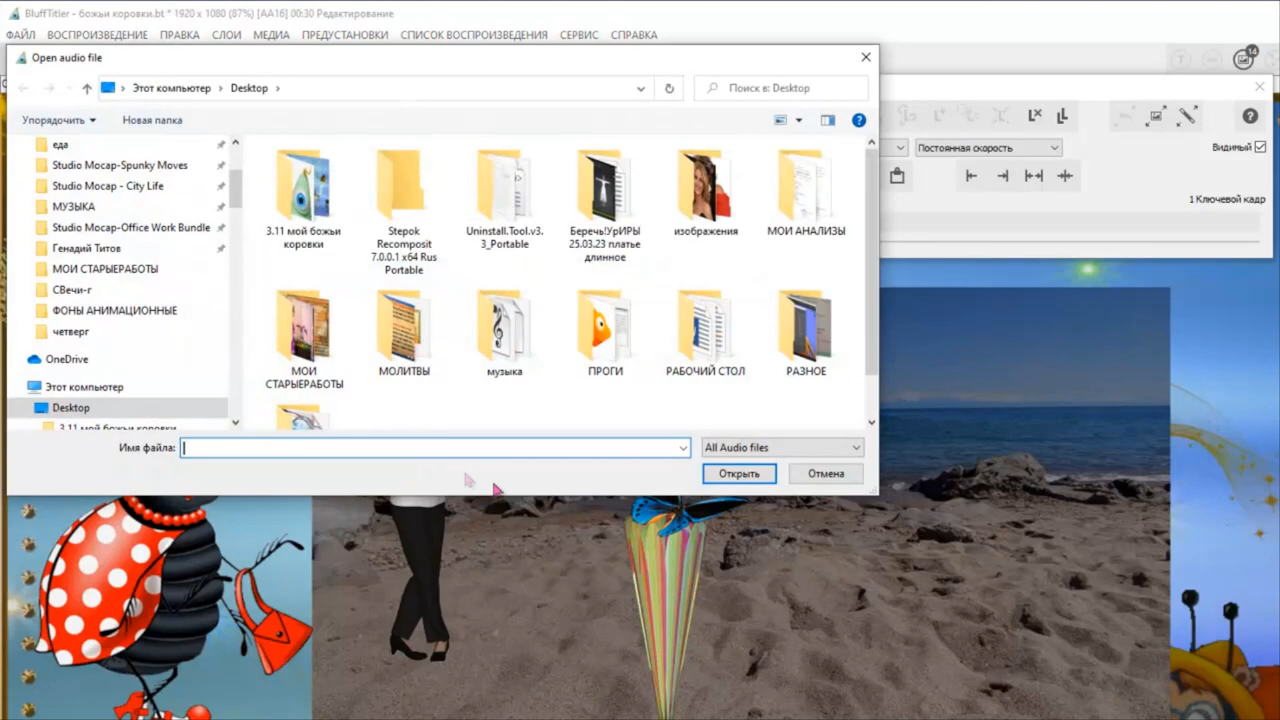 BluffTitler - божьи коровки.bt * 1920 x 1080 (87%) [AA16] 00:30 Редактирование
ФАЙЛ ВОСПРОИЗВЕДЕНИЕ ПРАВКА СЛОИ МЕДИА ПРЕДУСТАНОВКИ СПИСОК ВОСПРОИЗВЕДЕНИЯ СЕРВИС СПРАВКА
Open audio file
14
Этот компьютер > Desktop >
Поиск в: Desktop
Упорядочить
Новая папка
еда
Studio Mocap-Spunky Moves
Studio Mocap - City Life
МУЗЫКА
Studio Mocap-Office Work Bundle
Генадий Титов
МОИ СТАРЫЕРАБОТЫ
СВечи-г
ФОНЫ АНИМАЦИОННЫЕ
четверг
OneDrive
Этот компьютер
Desktop
3.11 мой божьи коровки
3.11 мой божьи
коровки
Stepok
Recomposit
7.0.0.1 x64 Rus
Portable
Uninstall.Tool.v3.
3_Portable
Беречь!УрИРЫ
25.03.23 платье
длинное
изображения
МОИ АНАЛИЗЫ
МОИ
СТАРЫЕРАБОТЫ
МОЛИТВЫ
музыка
ПРОГИ
РАБОЧИЙ СТОЛ
РАЗНОЕ
Имя файла:
All Audio files
Открыть
Отмена
Постоянная скорость
Видимый
1 Ключевой кадр